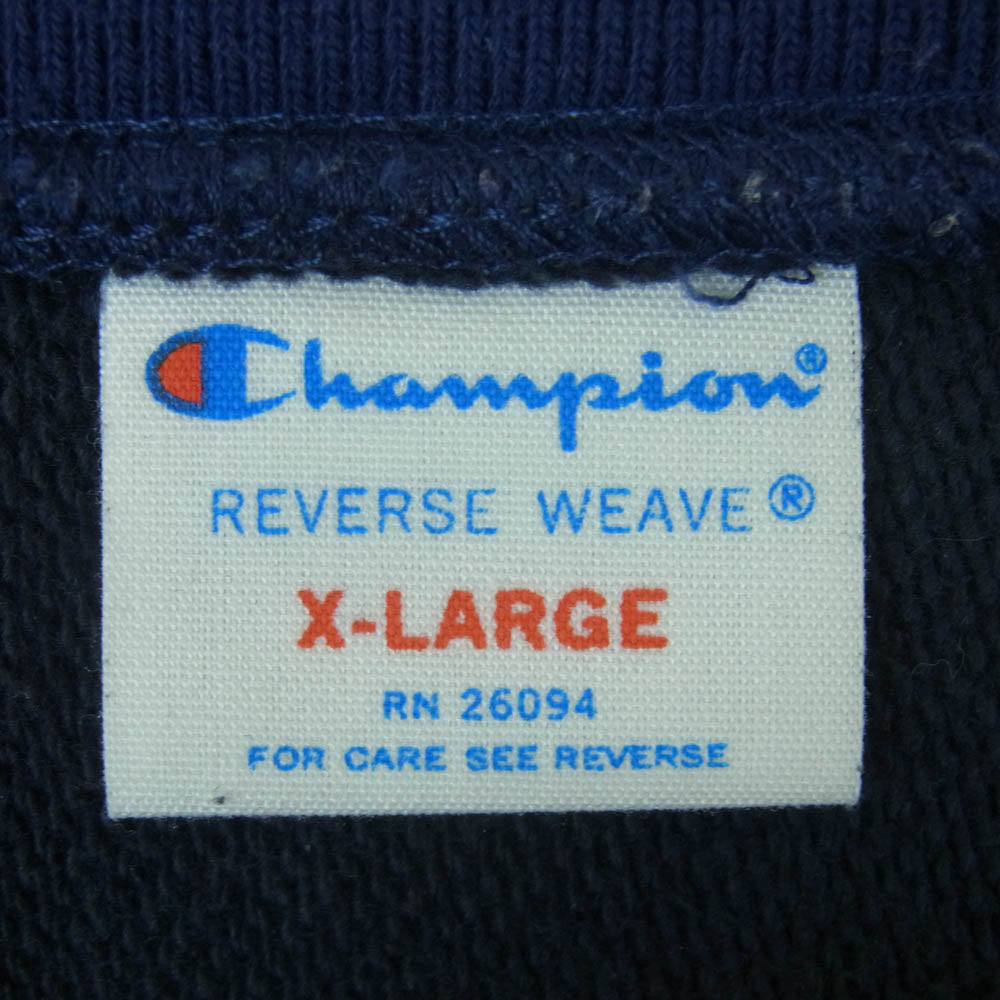 Champion®
REVERSE WEAVE®
X-LARGE
RN 26094
FOR CARE SEE REVERSE